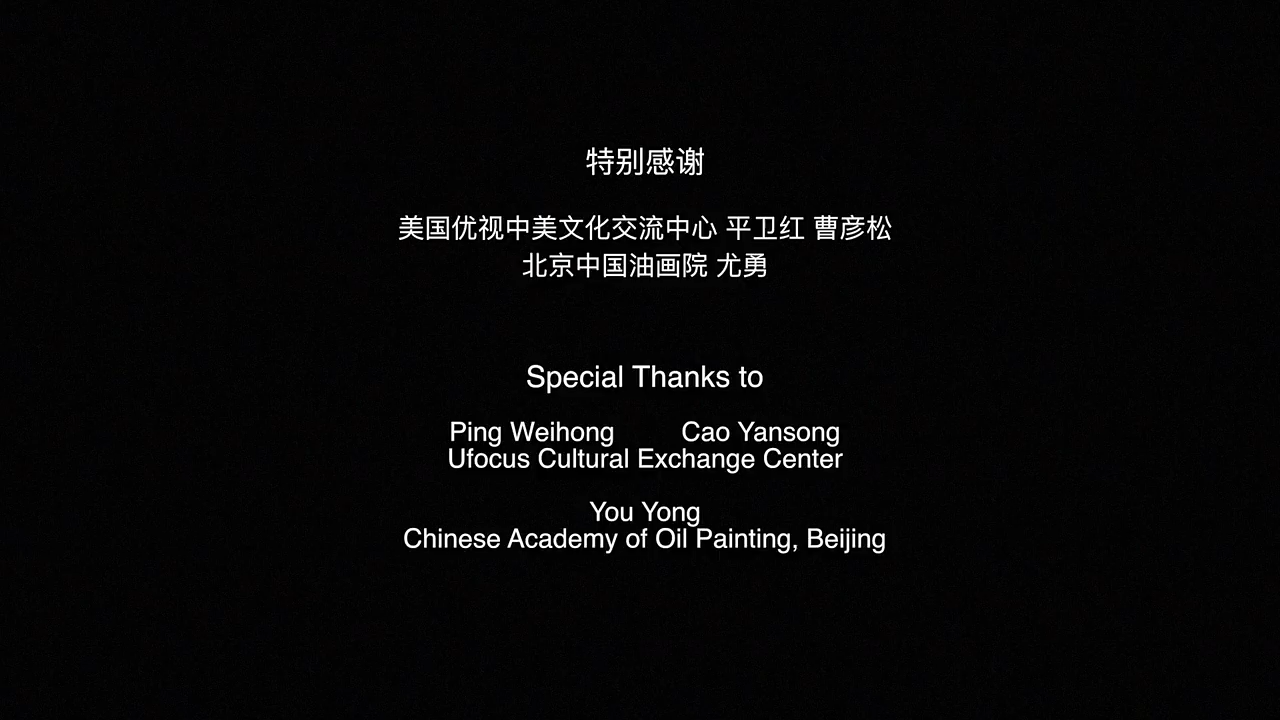 特别感谢
美国优视中美文化交流中心 平卫红 曹彦松
北京中国油画院 尤勇
Special Thanks to
Ping Weihong Cao Yansong
Ufocus Cultural Exchange Center
You Yong
Chinese Academy of Oil Painting, Beijing